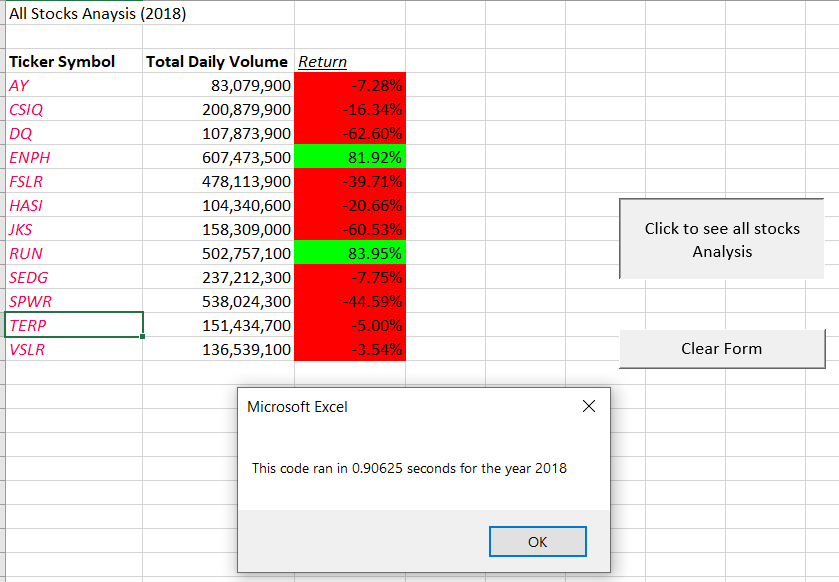 All Stocks Anaysis (2018)
Ticker Symbol Total Daily Volume Return
AY 83,079,900 -7.28%
CSIQ 200,879,900 -16.34%
DQ 107,873,900 -62.60%
ENPH 607,473,500 81.92%
FSLR 478,113,900 -39.71%
HASI 104,340,600 -20.66%
JKS 158,309,000 -60.53%
RUN 502,757,100 83.95%
SEDG 237,212,300 -7.75%
SPWR 538,024,300 -44.59%
TERP 151,434,700 -5.00%
VSLR 136,539,100 -3.54%
Click to see all stocks
Analysis
Clear Form
Microsoft Excel
This code ran in 0.90625 seconds for the year 2018
OK